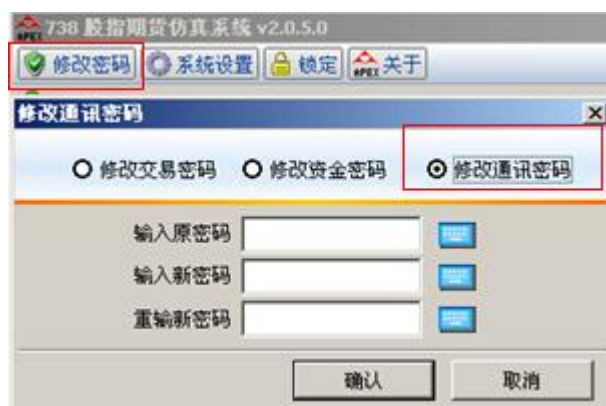 738 股指期货仿真系统 v2.0.5.0
修改密码 系统设置 锁定 APEX 关于
修改通讯密码
修改交易密码 修改资金密码 修改通讯密码
输入原密码
输入新密码
重输新密码
确认 取消